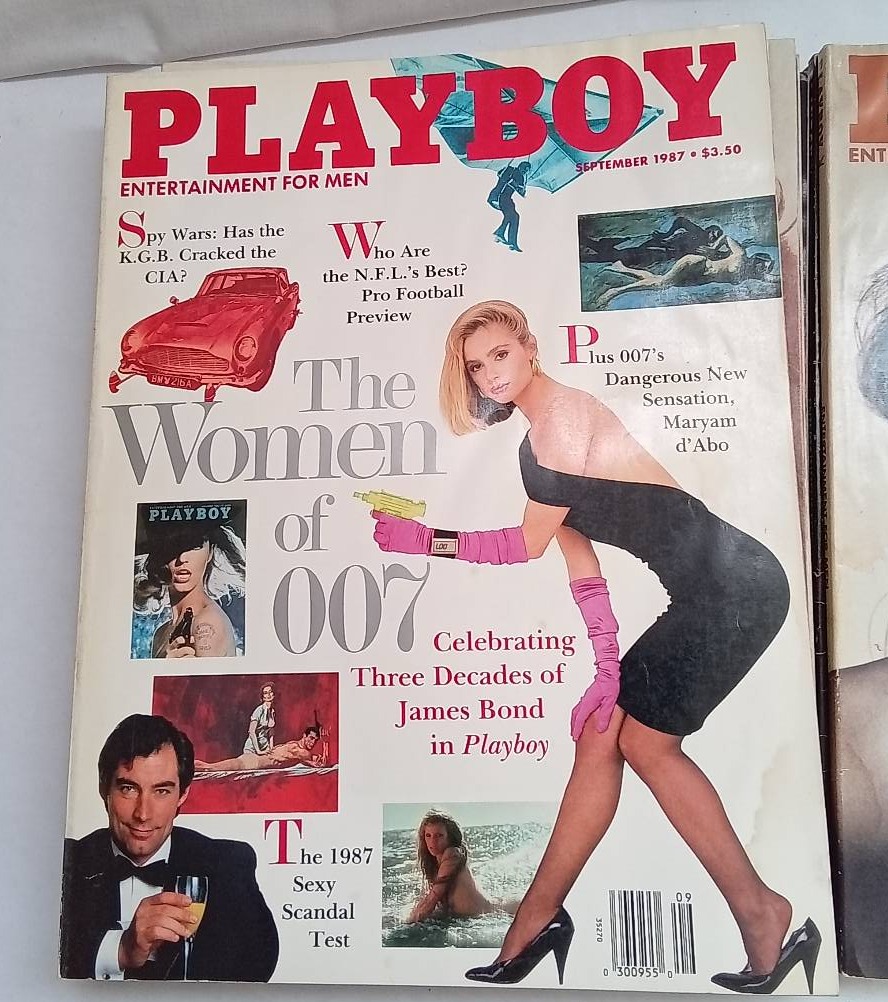 PLAYBOY
SEPTEMBER 1987 • $3.50
ENTERTAINMENT FOR MEN
Spy Wars: Has the
K.G.B. Cracked the
CIA?
Who Are
the N.F.L.'s Best?
Pro Football
Preview
BMW 216A
Plus 007's
Dangerous New
Sensation,
Maryam
d'Abo
The
Women
of
007
PLAYBOY
Celebrating
Three Decades of
James Bond
in Playboy
The 1987
Sexy
Scandal
Test
35270
09
0 300955 0
ENT